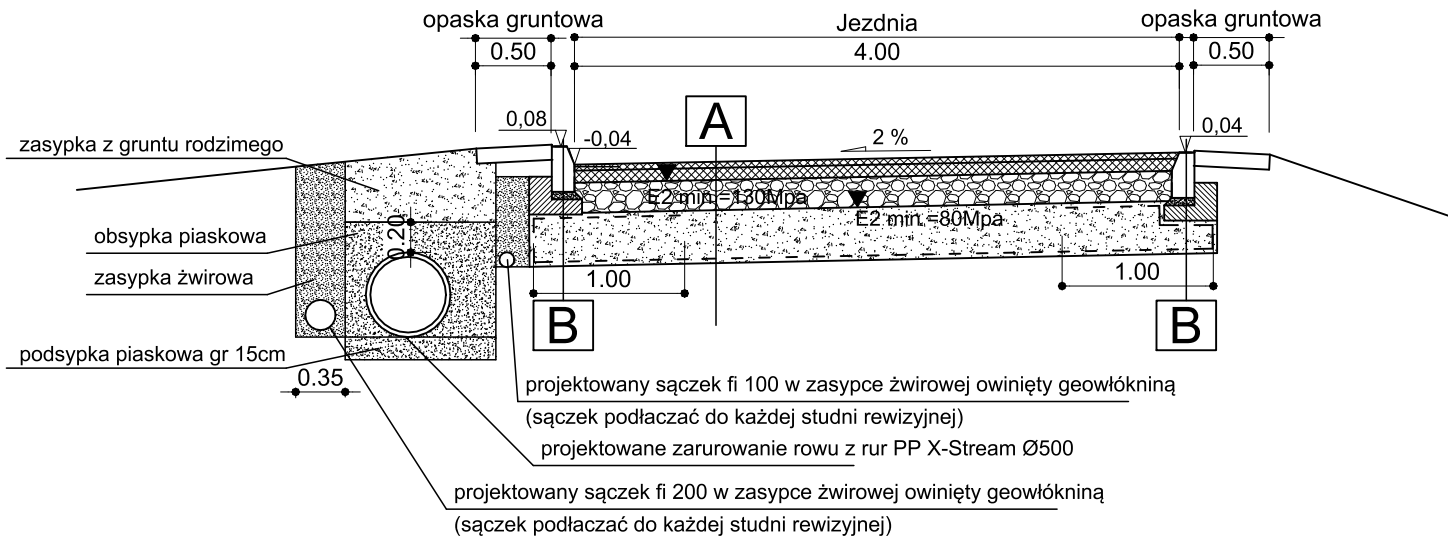 opaska gruntowa
Jezdnia
opaska gruntowa
0.50
4.00
0.50
0,08
A
-0,04
2 %
0,04
zasypka z gruntu rodzimego
E2 min.=130Mpa
E2 min.=80Mpa
obsypka piaskowa
0.20
zasypka żwirowa
1.00
1.00
B
B
podsypka piaskowa gr 15cm
0.35
projektowany sączek fi 100 w zasypce żwirowej owinięty geowłókniną
(sączek podłaczać do każdej studni rewizyjnej)
projektowane zarurowanie rowu z rur PP X-Stream Ø500
projektowany sączek fi 200 w zasypce żwirowej owinięty geowłókniną
(sączek podłaczać do każdej studni rewizyjnej)